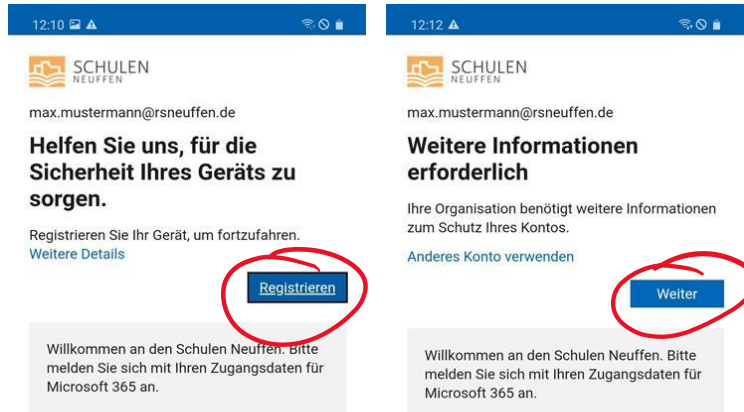 12:10
SCHULEN
NEUFFEN
max.mustermann@rsneuffen.de
Helfen Sie uns, für die
Sicherheit Ihres Geräts zu
sorgen.
Registrieren Sie Ihr Gerät, um fortzufahren.
Weitere Details
Registrieren
Willkommen an den Schulen Neuffen. Bitte
melden Sie sich mit Ihren Zugangsdaten für
Microsoft 365 an.
12:12
SCHULEN
NEUFFEN
max.mustermann@rsneuffen.de
Weitere Informationen
erforderlich
Ihre Organisation benötigt weitere Informationen
zum Schutz Ihres Kontos.
Anderes Konto verwenden
Weiter
Willkommen an den Schulen Neuffen. Bitte
melden Sie sich mit Ihren Zugangsdaten für
Microsoft 365 an.